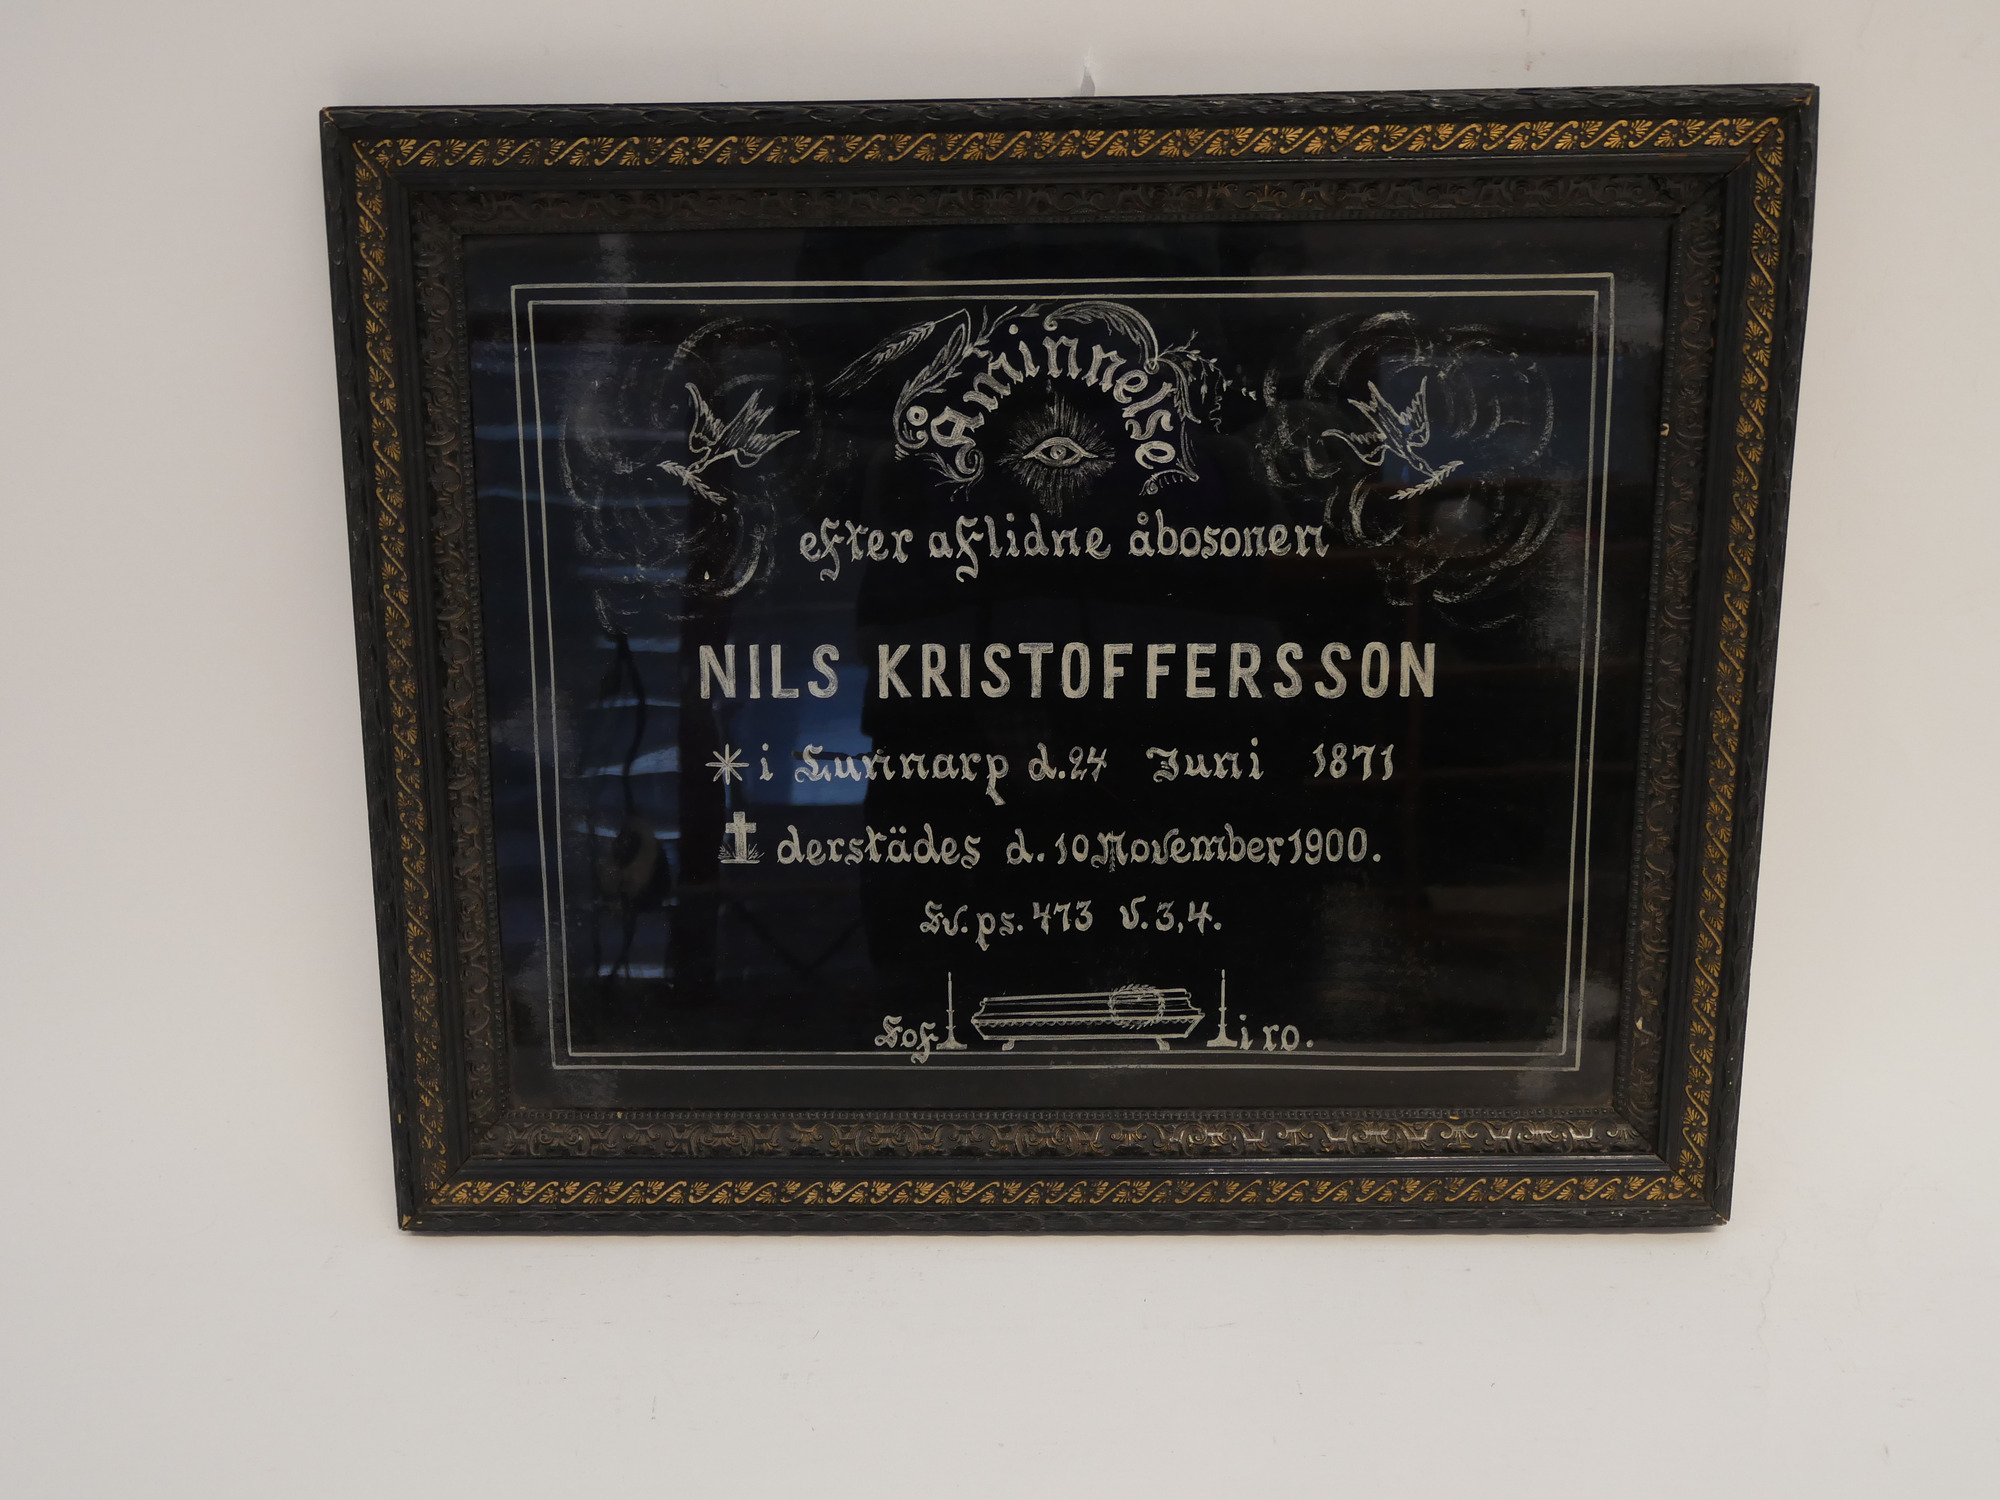 Åminnelse
efter aflidne åbosonen
NILS KRISTOFFERSSON
* i Lunnarp d. 24 Juni 1871
† derstädes d. 10 November 1900.
Sv. ps. 473 V. 3, 4.
Sof i ro.